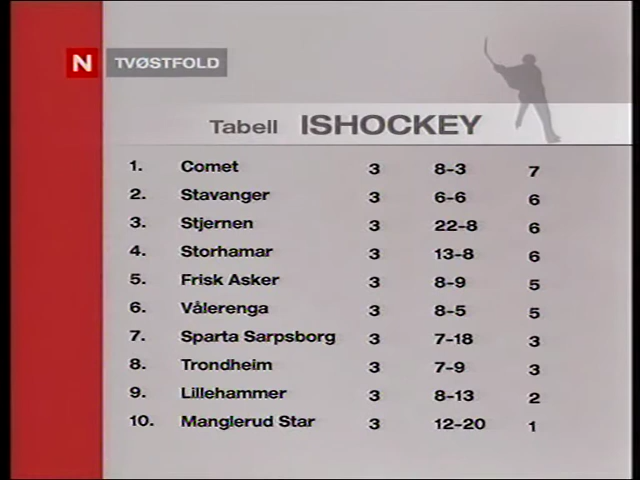 N TVØSTFOLD
Tabell ISHOCKEY
1. Comet 3 8-3 7
2. Stavanger 3 6-6 6
3. Stjernen 3 22-8 6
4. Storhamar 3 13-8 6
5. Frisk Asker 3 8-9 5
6. Vålerenga 3 8-5 5
7. Sparta Sarpsborg 3 7-18 3
8. Trondheim 3 7-9 3
9. Lillehammer 3 8-13 2
10. Manglerud Star 3 12-20 1